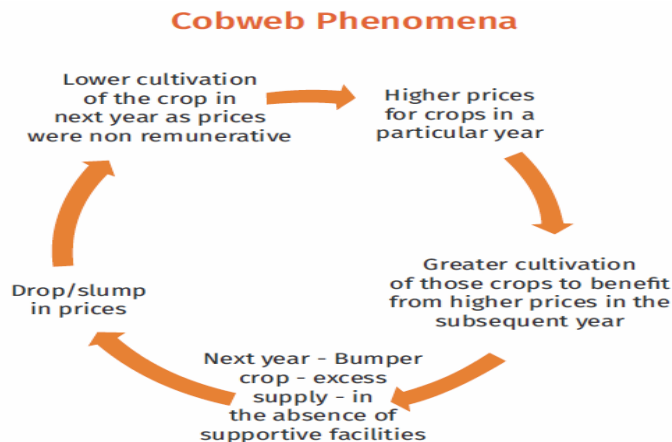 Cobweb Phenomena
Lower cultivation
of the crop in
next year as prices
were non remunerative
Higher prices
for crops in a
particular year
Greater cultivation
of those crops to benefit
from higher prices in the
subsequent year
Next year - Bumper
crop - excess
supply - in
the absence of
supportive facilities
Drop/slump
in prices